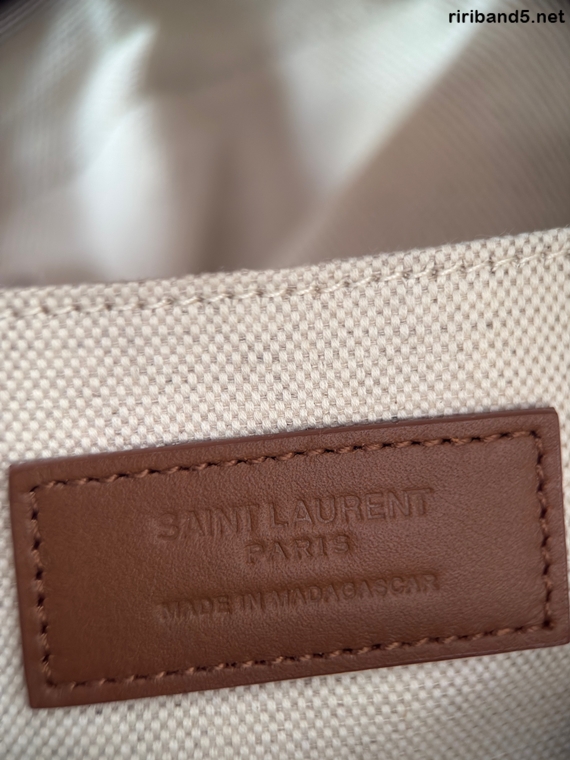 ririband5.net
SAINT LAURENT
PARIS
MADE IN MADAGASCAR